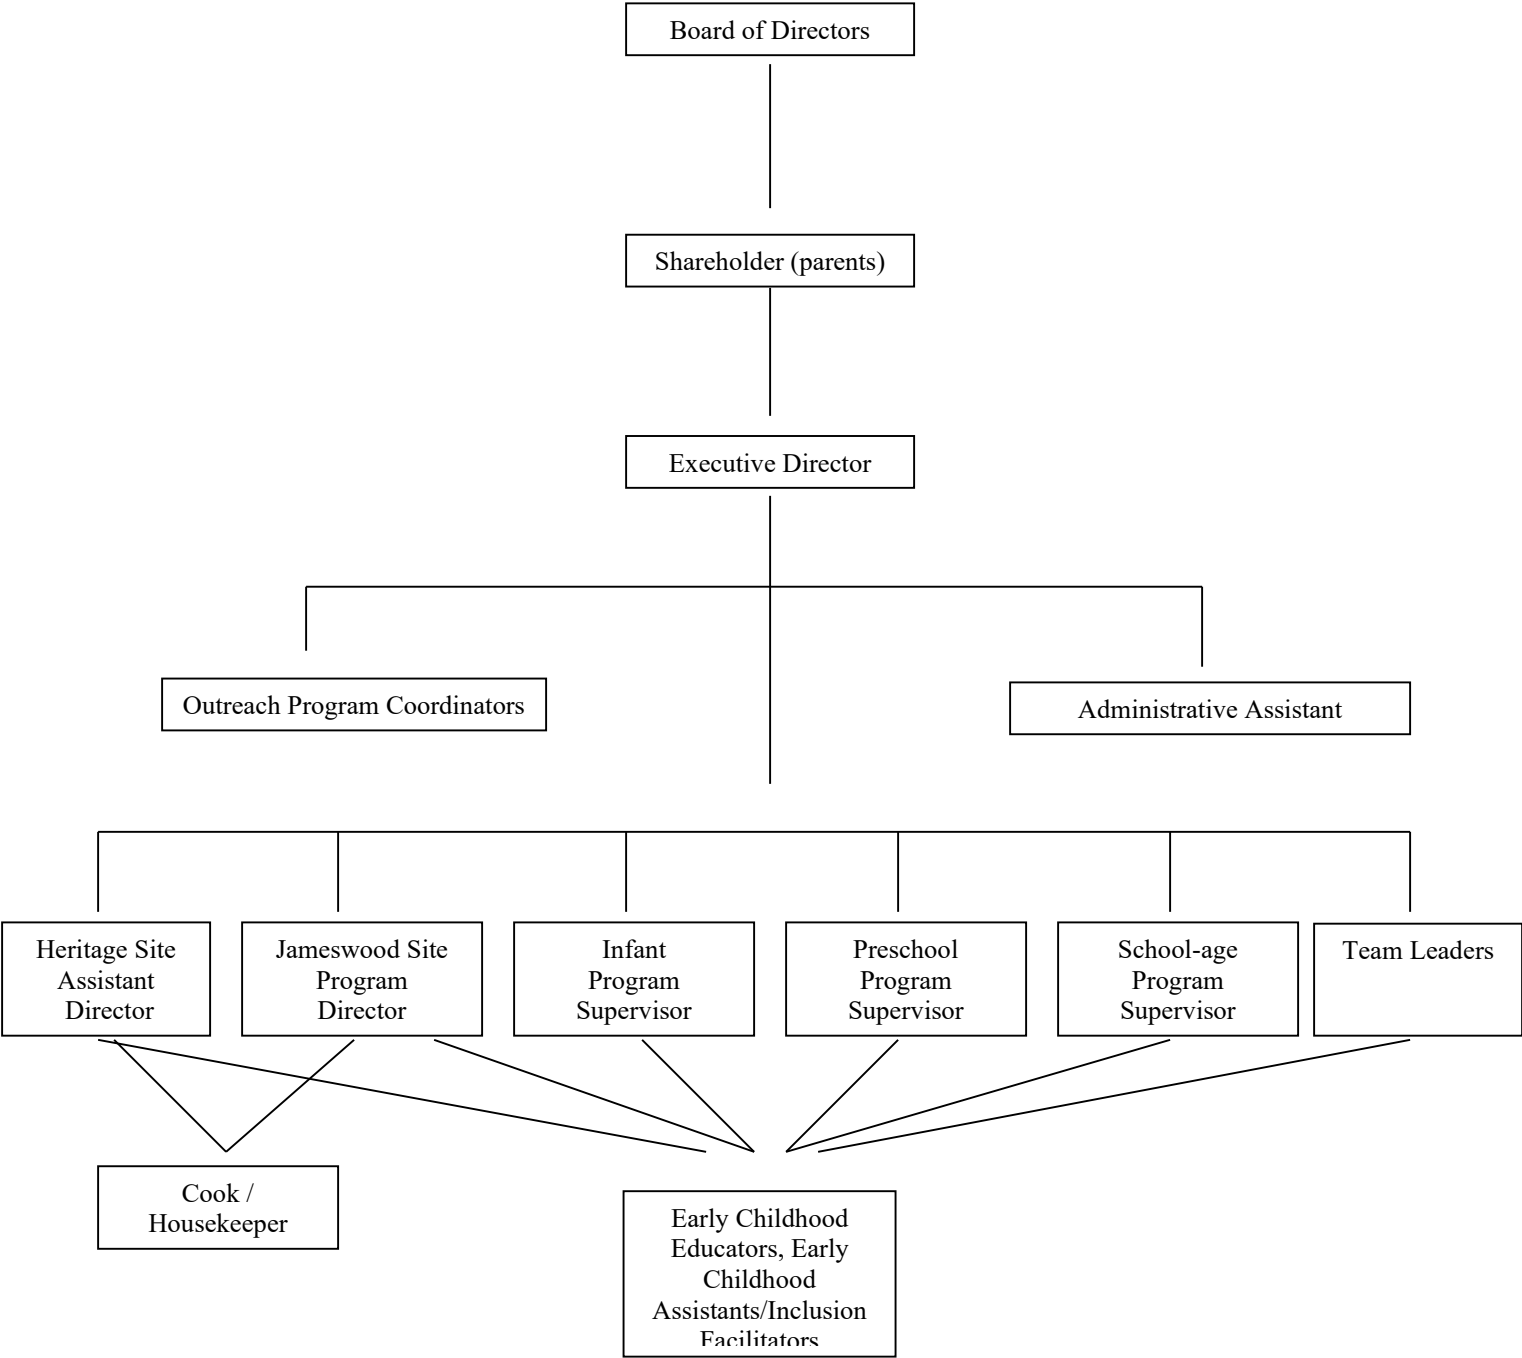 Board of Directors
Shareholder (parents)
Executive Director
Outreach Program Coordinators
Administrative Assistant
Heritage Site
Assistant
Director
Jameswood Site
Program
Director
Infant
Program
Supervisor
Preschool
Program
Supervisor
School-age
Program
Supervisor
Team Leaders
Cook /
Housekeeper
Early Childhood
Educators, Early
Childhood
Assistants/Inclusion
Facilitators